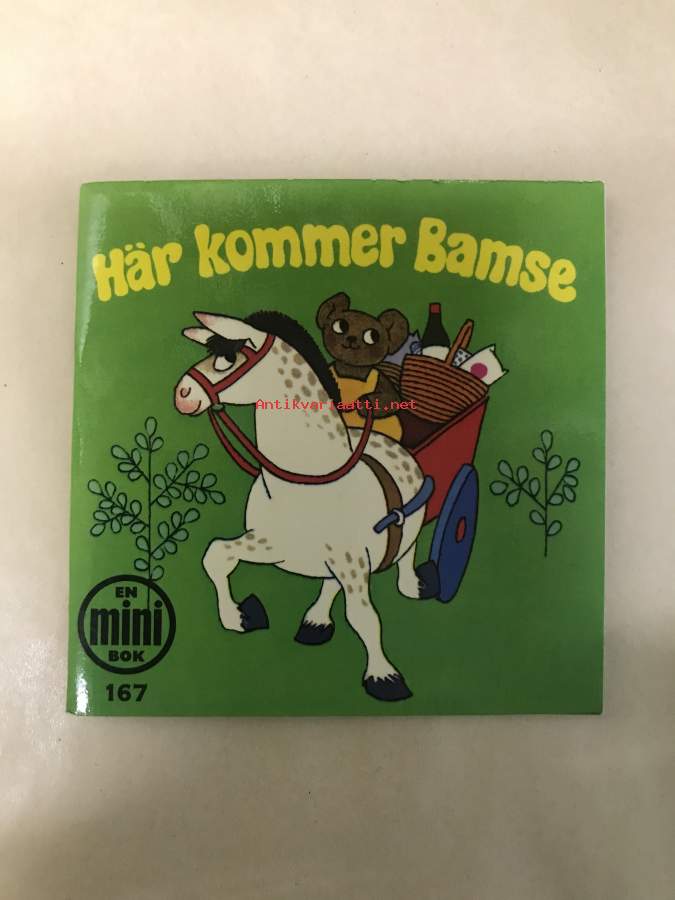 Här kommer Bamse
Antikvariaatti.net
EN
mini
BOK
167